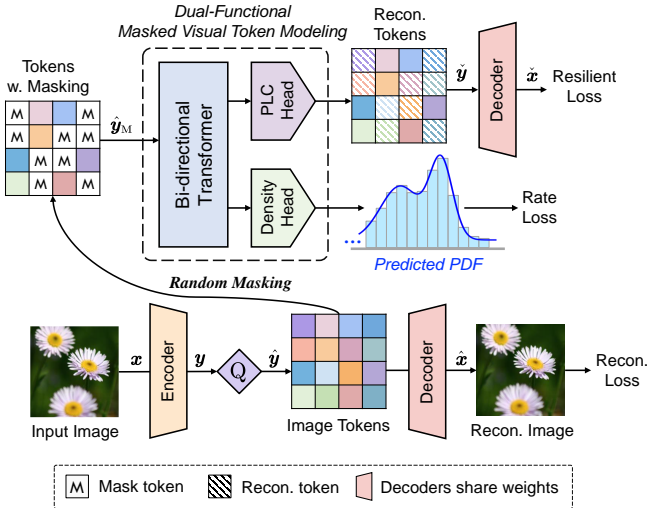 Dual-Functional
Masked Visual Token Modeling
Recon.
Tokens
Tokens
w. Masking
M M
M M M
M
M M
ŷ_M
Bi-directional
Transformer
PLC
Head
Density
Head
y̌
Decoder
x̌
Resilient
Loss
...
Predicted PDF
Rate
Loss
Random Masking
Input Image
x
Encoder
y
Q
ŷ
Image Tokens
Decoder
x̂
Recon. Image
Recon.
Loss
M Mask token
Recon. token
Decoders share weights